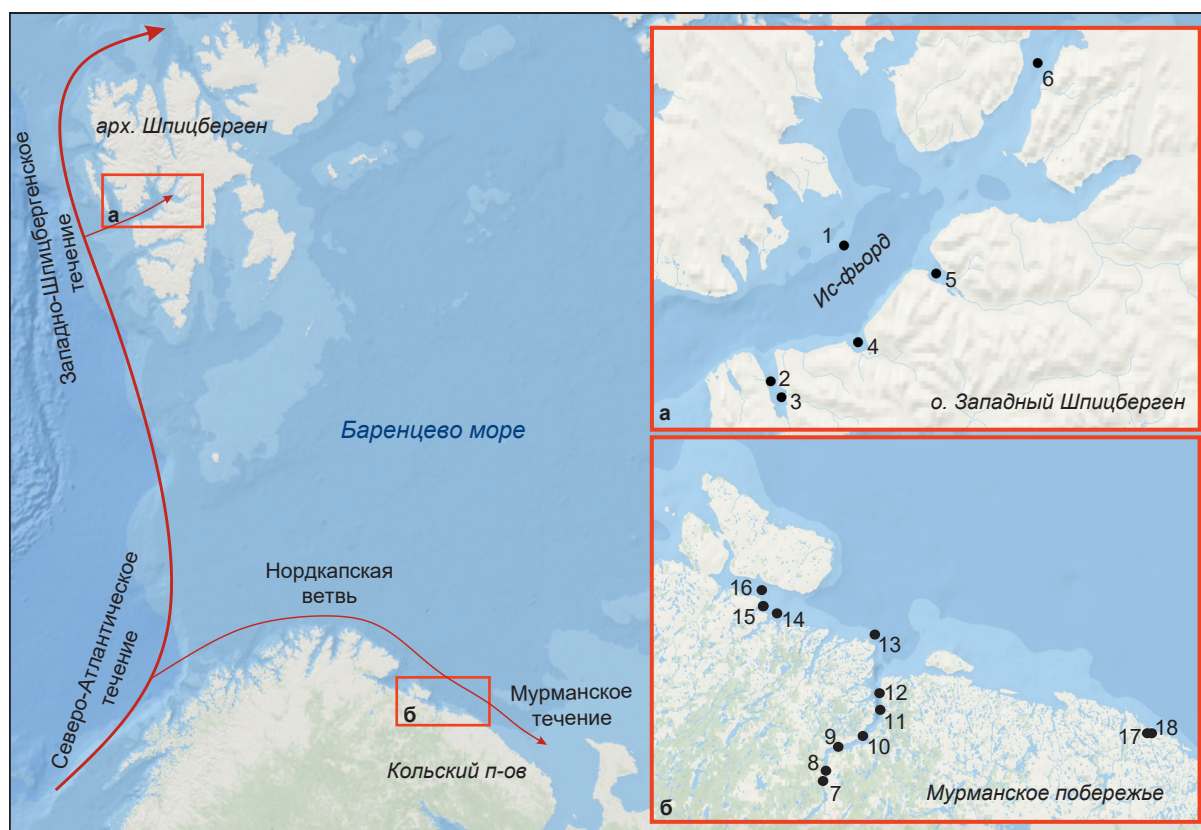 арх. Шпицберген
а
Западно-Шпицбергенское
течение
Баренцево море
Северо-Атлантическое
течение
Нордкапская
ветвь
Мурманское
течение
б
Кольский п-ов
6
1
Ис-фьорд
5
4
2
3
а
о. Западный Шпицберген
16
15
14
13
12
11
10
9
8
7
17
18
Мурманское побережье
б